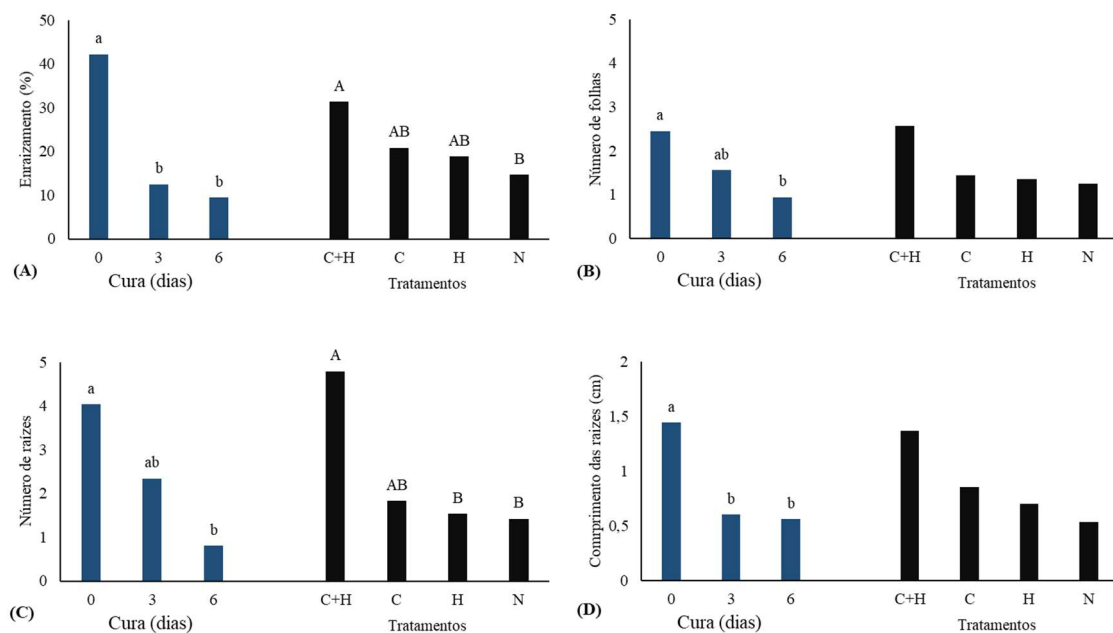 50
40
30
20
10
0
Enraizamento (%)
a
b
b
A
AB
AB
B
0 3 6
C+H C H N
Cura (dias)
Tratamentos
(A)
5
4
3
2
1
0
Número de folhas
a
ab
b
0 3 6
C+H C H N
Cura (dias)
Tratamentos
(B)
5
4
3
2
1
0
Número de raízes
a
ab
b
A
AB
B
B
0 3 6
C+H C H N
Cura (dias)
Tratamentos
(C)
2
1,5
1
0,5
0
Comrprimento das raizes (cm)
a
b
b
0 3 6
C+H C H N
Cura (dias)
Tratamentos
(D)